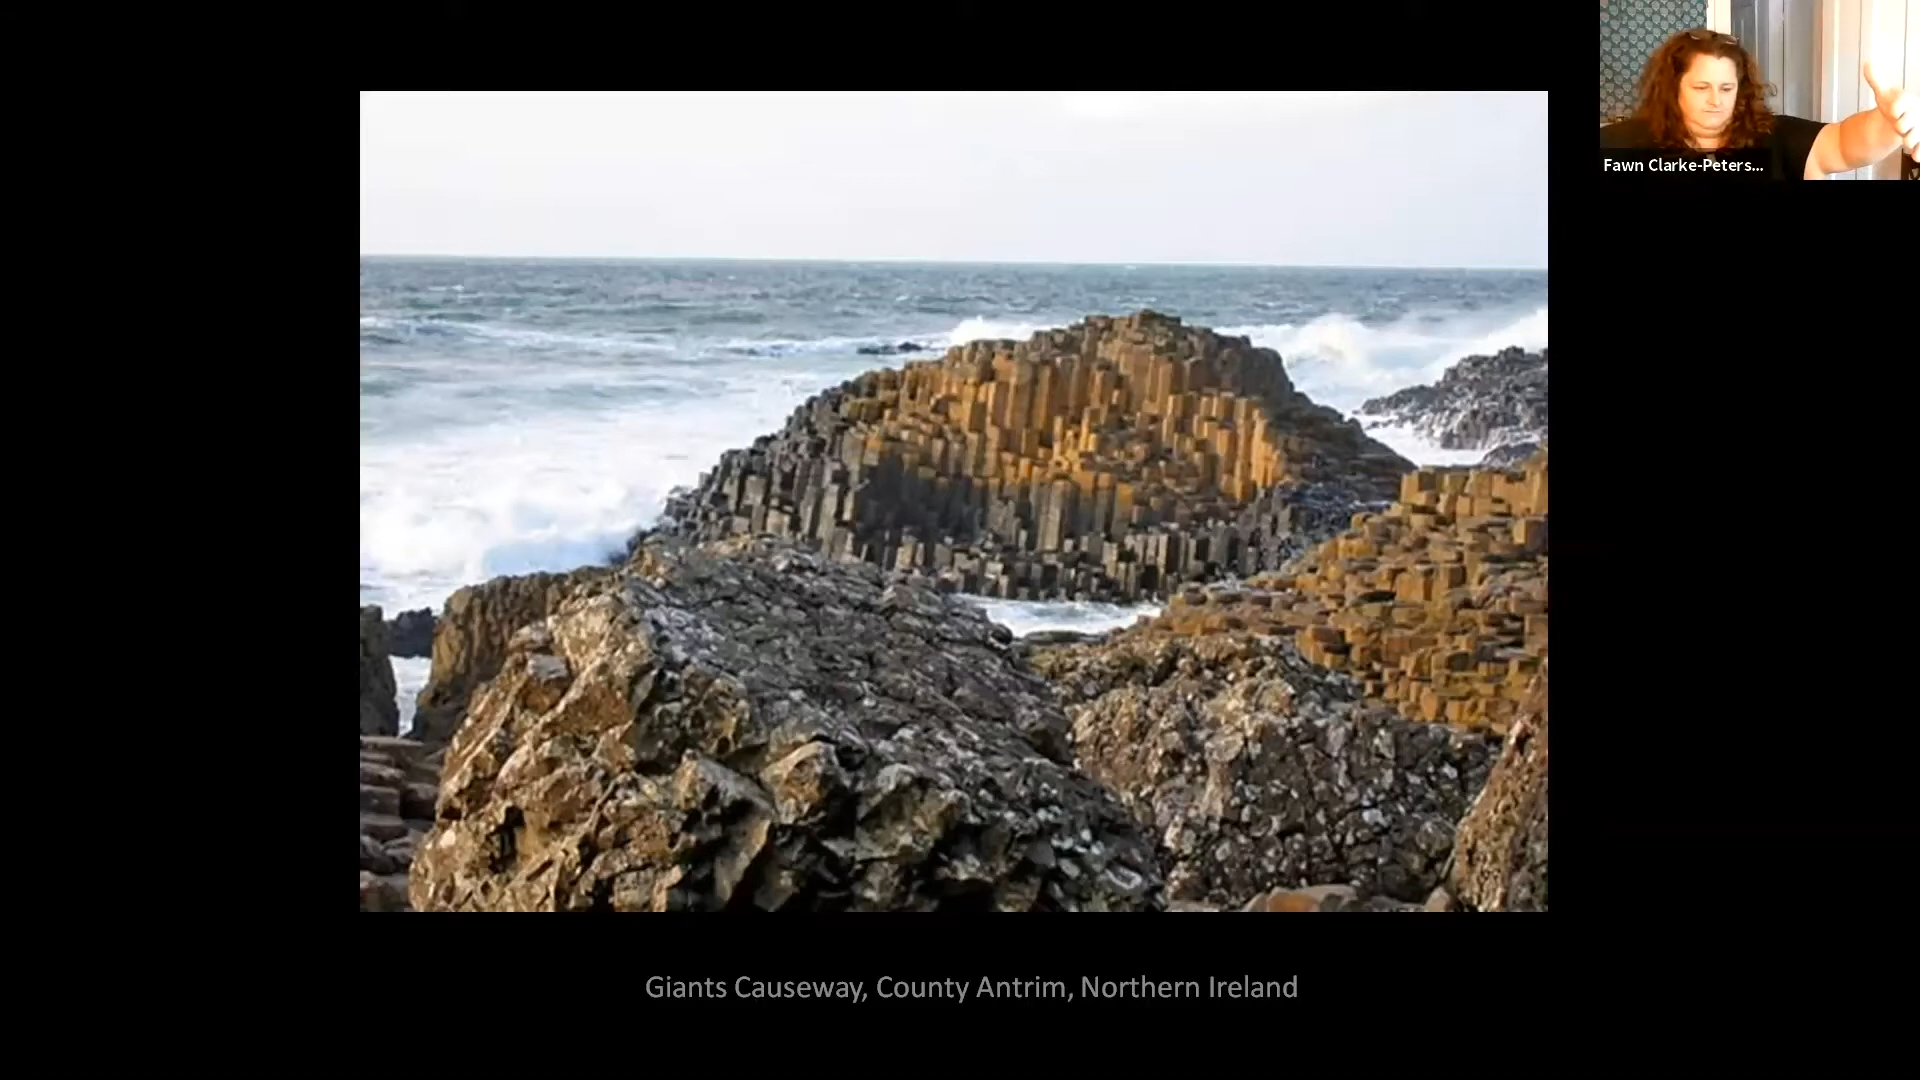 Fawn Clarke-Peters...
Giants Causeway, County Antrim, Northern Ireland